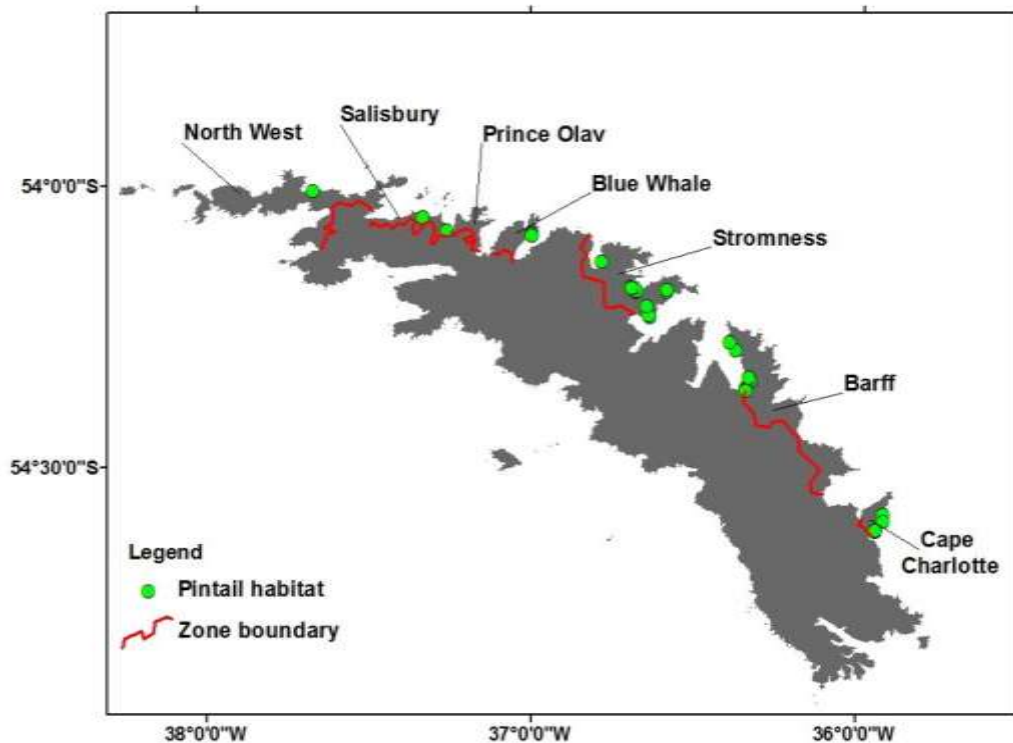 Salisbury
North West
Prince Olav
54°0'0"S
Blue Whale
Stromness
Barff
54°30'0"S
Cape
Charlotte
Legend
Pintail habitat
Zone boundary
38°0'0"W
37°0'0"W
36°0'0"W